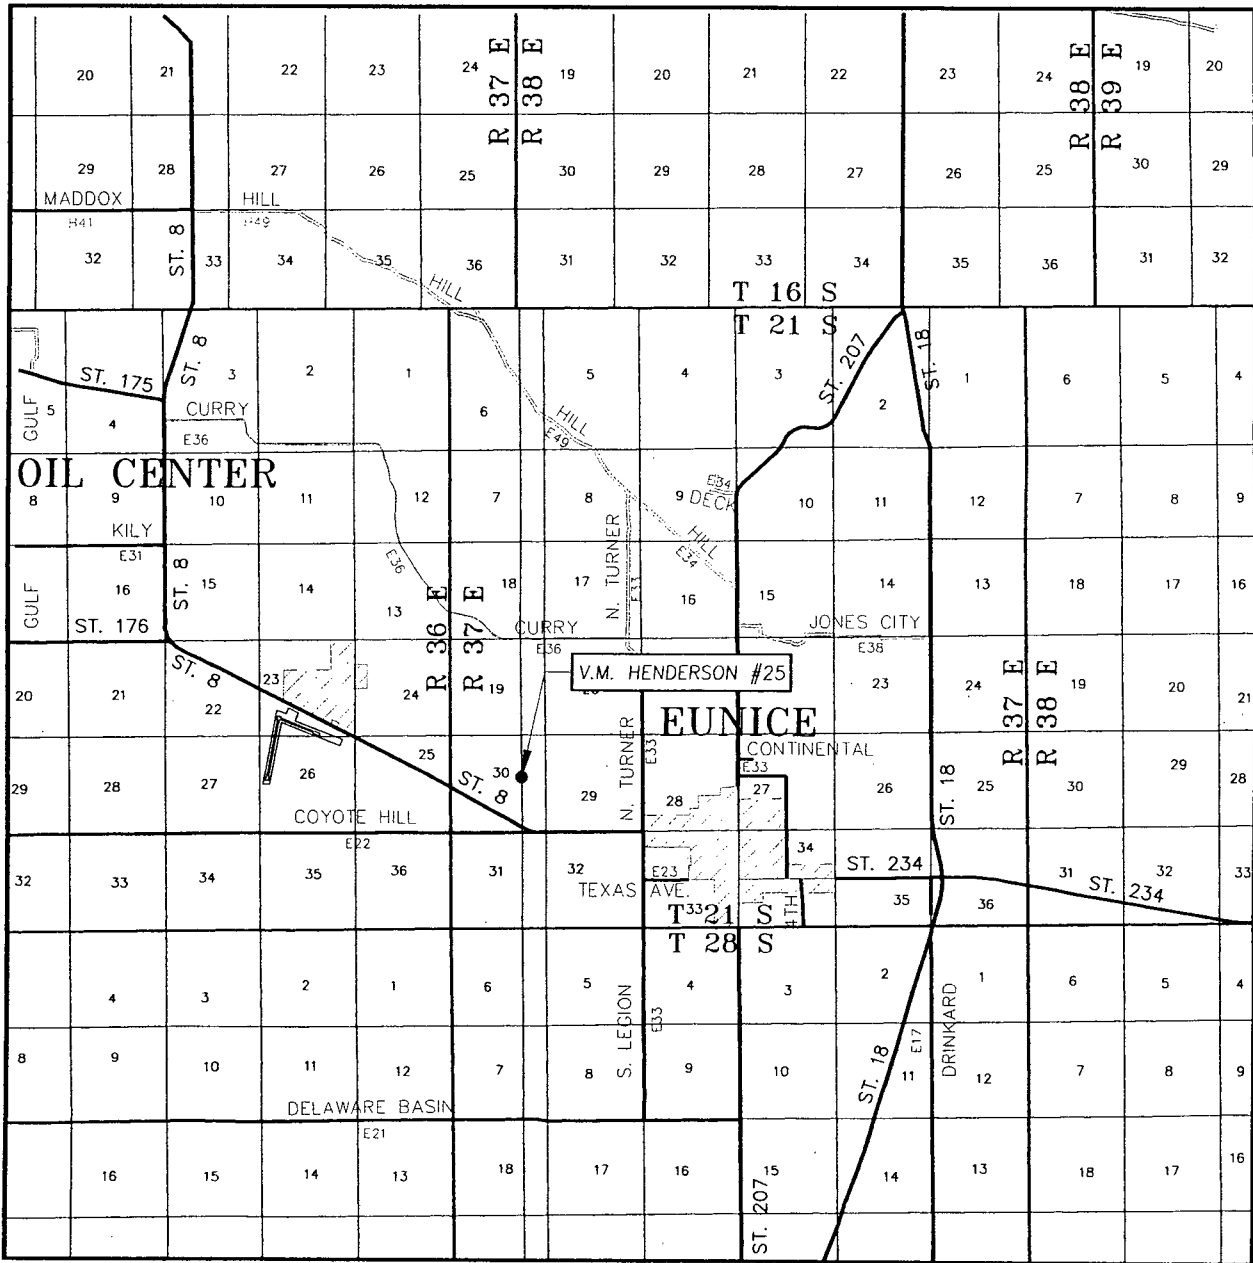 R 37 E
R 38 E
R 38 E
R 39 E
20 21 22 23 24 19 20 21 22 23 24 19 20
29 28 27 26 25 30 29 28 27 26 25 30 29
MADDOX HILL
H49
ST. 8
32 33 34 35 36 31 32 33 34 35 36 31 32
HILL
T 16 S
T 21 S
ST. 8
ST. 207
ST. 18
ST. 175
3 2 1 5 4 3 1 6 5 4
GULF
5 4 6 2
CURRY
E36
HILL
E49
OIL CENTER
E34
DECK
8 9 10 11 12 7 8 9 10 11 12 7 8 9
KILY
E31
ST. 8
E36
N. TURNER
E33
HILL
E34
GULF
16 15 14 13 18 17 16 15 14 13 18 17 16
ST. 176
R 36 E
R 37 E
CURRY
E36
JONES CITY
E38
ST. 8
V.M. HENDERSON #25
R 37 E
R 38 E
20 21 22 23 24 19 23 24 19 20 21
EUNICE
N. TURNER
E33
CONTINENTAL
E33
29 28 27 26 25 30 29 28 27 26 25 30 29 28
ST. 8
ST. 18
COYOTE HILL
E22
32 33 34 35 36 31 32 34 31 32 33
E23
TEXAS AVE.
ST. 234
ST. 234
35 36
4TH
T 33 21 S
T 28 S
4 3 2 1 6 5 4 3 2 1 6 5 4
S. LEGION
E33
DRINKARD
E17
ST. 18
8 9 10 11 12 7 8 9 10 11 12 7 8 9
DELAWARE BASIN
E21
16 15 14 13 18 17 16 15 14 13 18 17 16
ST. 207